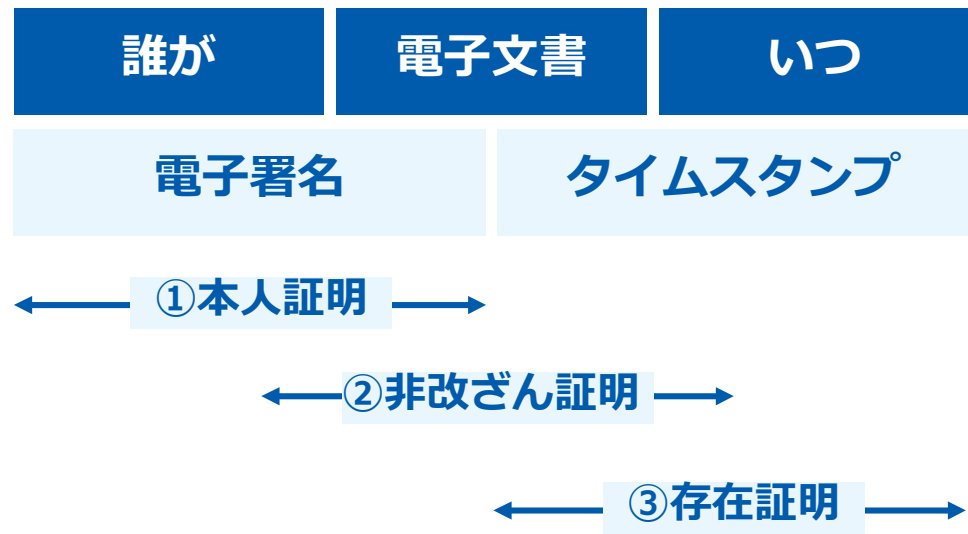 誰が
電子文書
いつ
電子署名
タイムスタンプ
①本人証明
②非改ざん証明
③存在証明